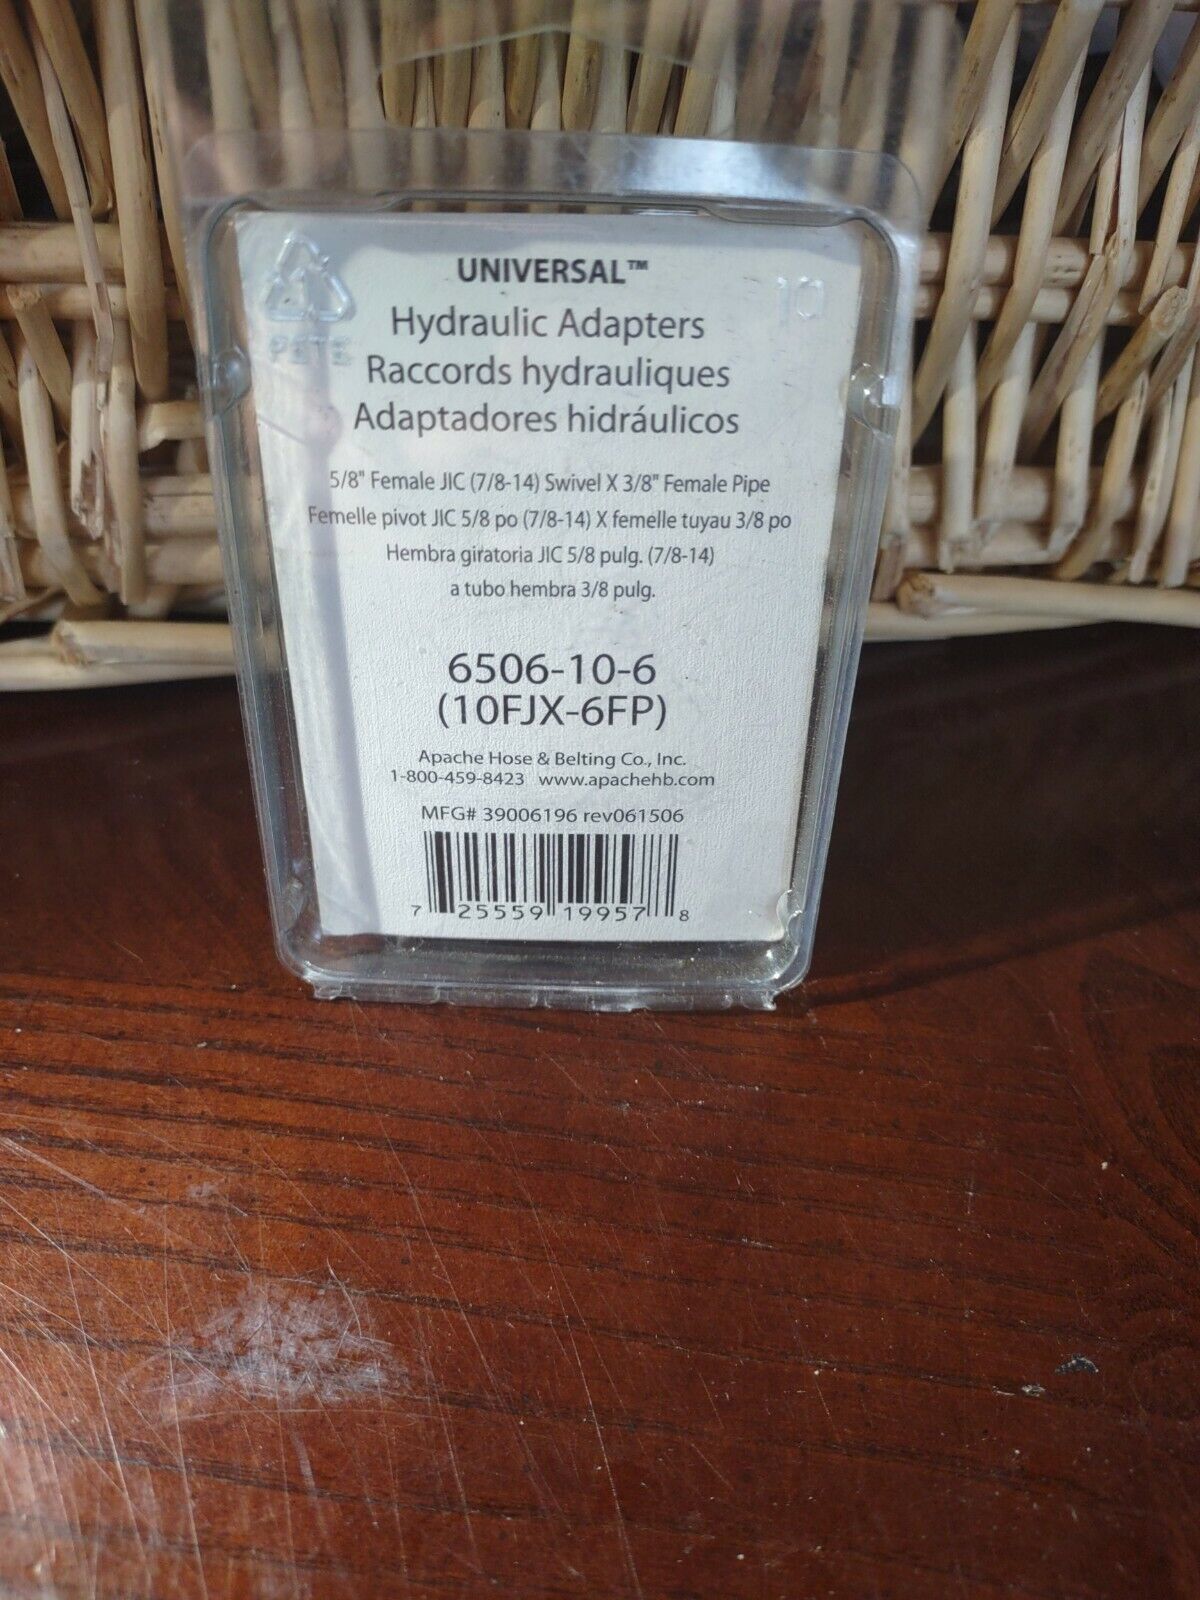 UNIVERSAL™
Hydraulic Adapters
Raccords hydrauliques
Adaptadores hidráulicos
5/8" Female JIC (7/8-14) Swivel X 3/8" Female Pipe
Femelle pivot JIC 5/8 po (7/8-14) X femelle tuyau 3/8 po
Hembra giratoria JIC 5/8 pulg. (7/8-14)
a tubo hembra 3/8 pulg.
6506-10-6
(10FJX-6FP)
Apache Hose & Belting Co., Inc.
1-800-459-8423 www.apachehb.com
MFG# 39006196 rev061506
7 25559 19957 8
1
PETE
10